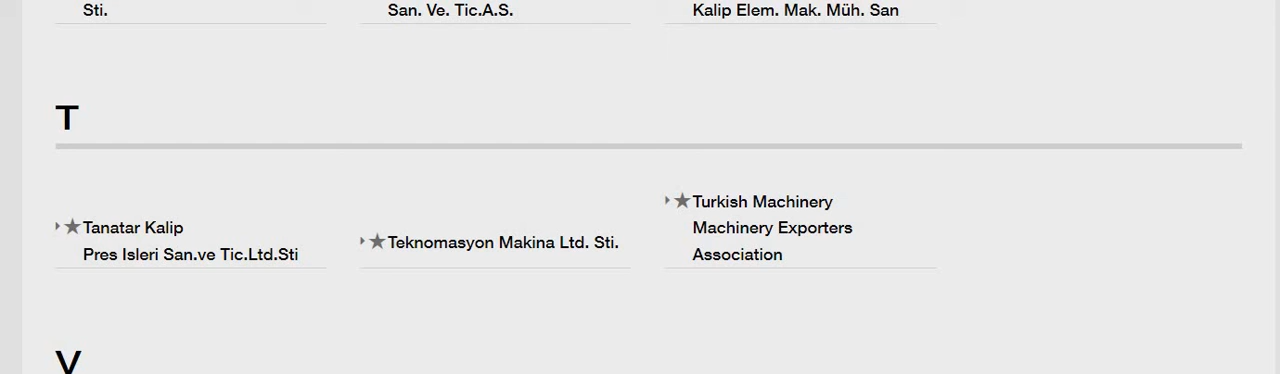 Sti.
San. Ve. Tic.A.S.
Kalip Elem. Mak. Müh. San
T
Tanatar Kalip
Pres Isleri San.ve Tic.Ltd.Sti
Teknomasyon Makina Ltd. Sti.
Turkish Machinery
Machinery Exporters
Association
V